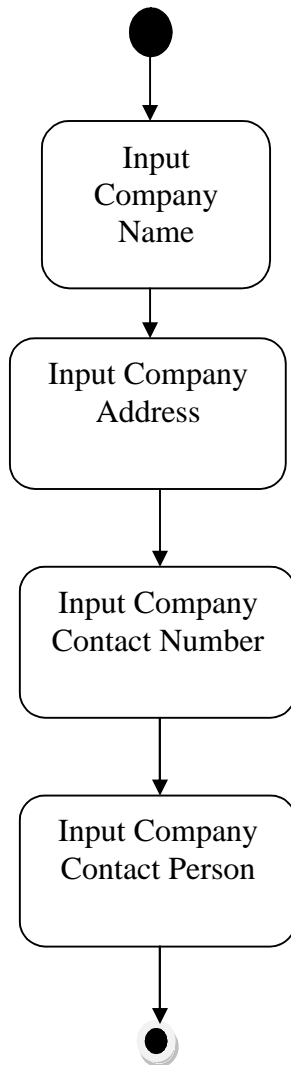 Input
Company
Name
Input Company
Address
Input Company
Contact Number
Input Company
Contact Person